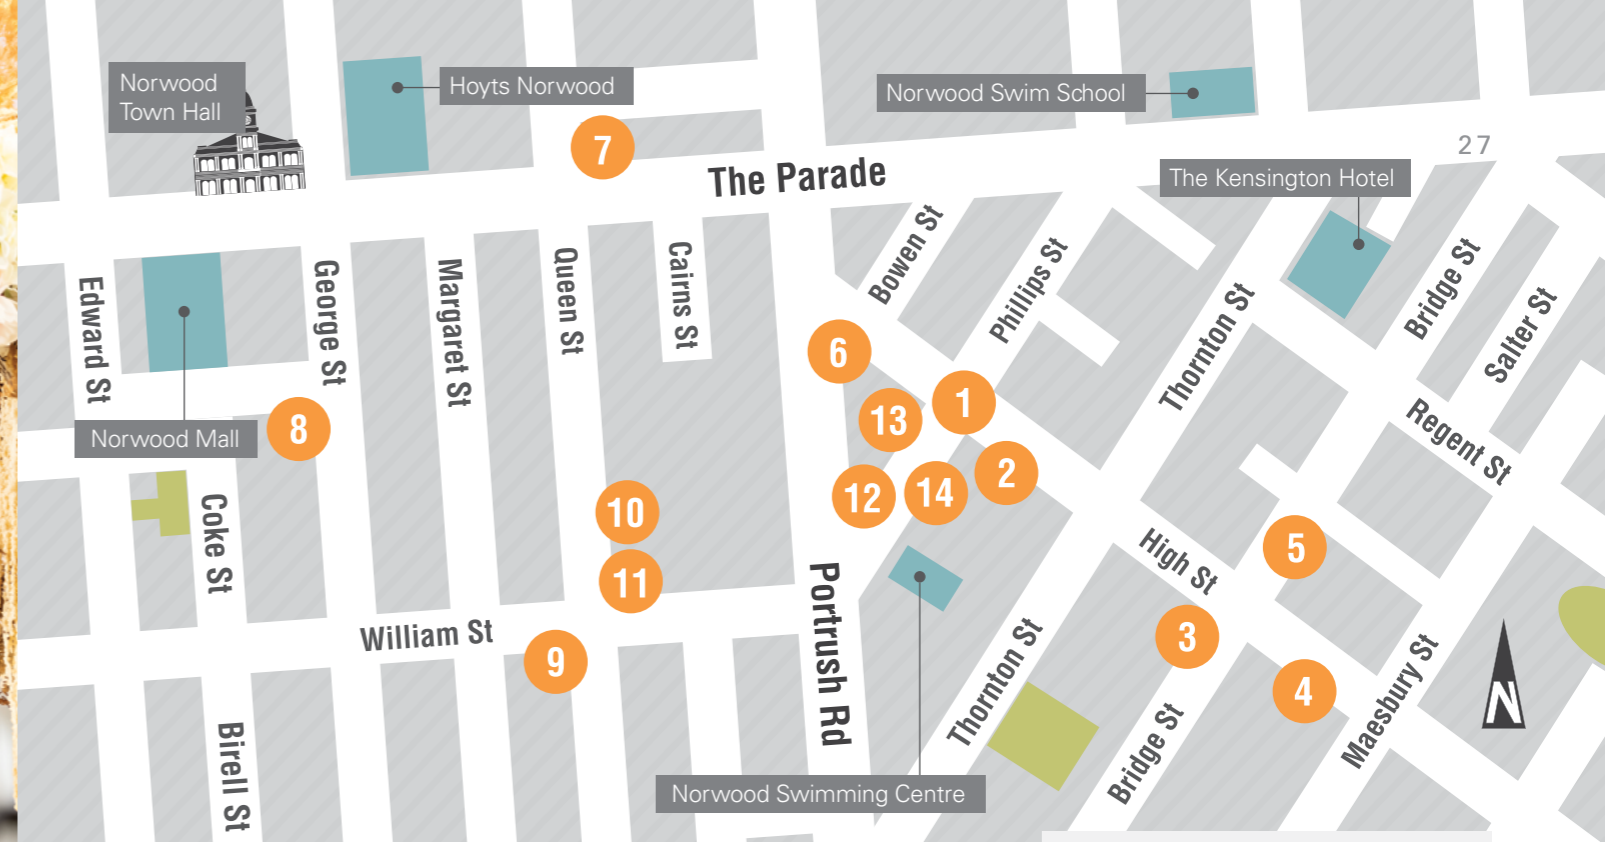 Norwood
Town Hall
Hoyts Norwood
Norwood Swim School
7
27
The Parade
The Kensington Hotel
Bowen St
Phillips St
Bridge St
Edward St
George St
Margaret St
Queen St
Cairns St
Thornton St
Salter St
6
1
13
8
Norwood Mall
Regent St
2
12
14
10
Coke St
5
11
High St
Portrush Rd
William St
3
9
4
Thornton St
Maesbury St
N
Birell St
Bridge St
Norwood Swimming Centre